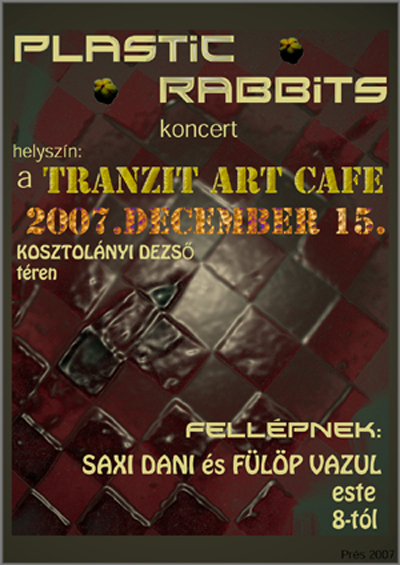 PLASTiC
RABBiTS
koncert
helyszín:
a TRANZIT ART CAFE
2007.DECEMBER 15.
KOSZTOLÁNYI DEZSŐ
téren
FELLÉPNEK:
SAXI DANI és FÜLÖP VAZUL
este
8-tól
Prés 2007